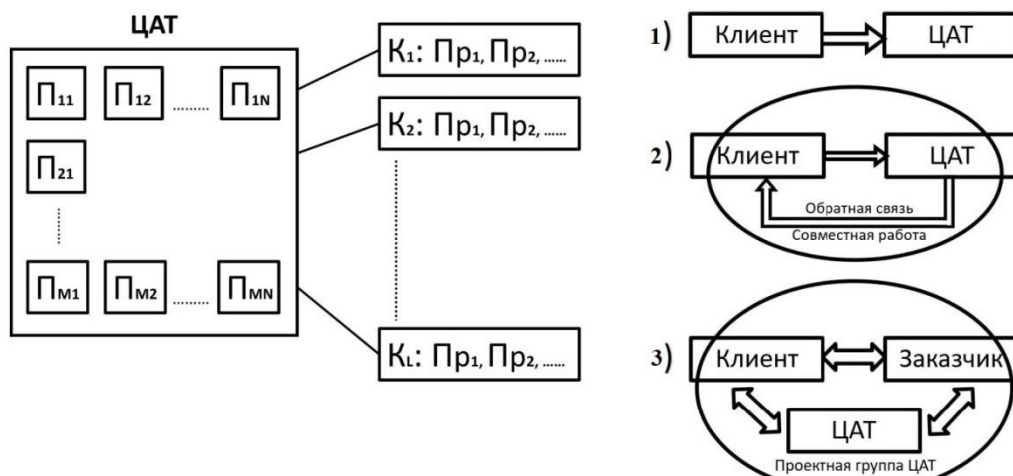 ЦАТ
П11 П12 ......... П1N
П21
ПM1 ПM2 ......... ПMN
К1: Пр1, Пр2, ......
К2: Пр1, Пр2, ......
КL: Пр1, Пр2, ......
1) Клиент ЦАТ
2) Клиент ЦАТ
Обратная связь
Совместная работа
3) Клиент Заказчик
ЦАТ
Проектная группа ЦАТ